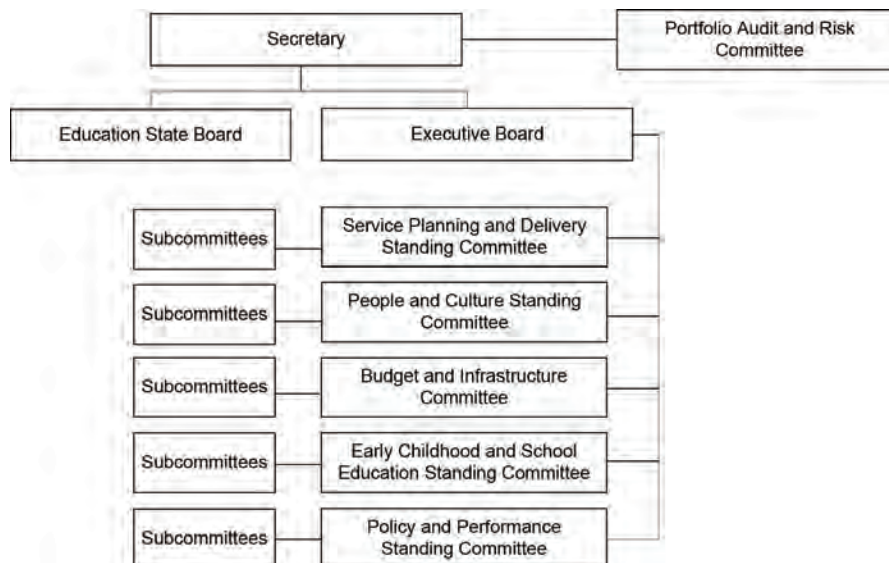 Secretary
Portfolio Audit and Risk
Committee
Education State Board
Executive Board
Subcommittees
Service Planning and Delivery
Standing Committee
Subcommittees
People and Culture Standing
Committee
Subcommittees
Budget and Infrastructure
Committee
Subcommittees
Early Childhood and School
Education Standing Committee
Subcommittees
Policy and Performance
Standing Committee